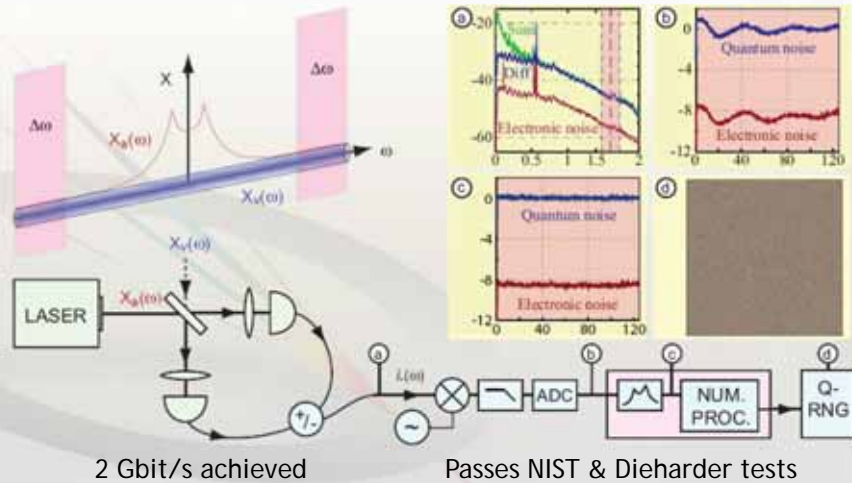 X
Δω
Δω
Xₐ(ω)
ω
Xᵥ(ω)
Xᵥ(ω)
LASER
Xₐ(ω)
+/-
~
i₋(ω)
ADC
NUM.
PROC.
Q-
RNG
a
b
c
d
a
-20
-40
-60
Sum
Diff
Electronic noise
0 0.5 1 1.5 2
b
0
-4
-8
-12
Quantum noise
Electronic noise
0 40 80 120
c
0
-4
-8
-12
Quantum noise
Electronic noise
0 40 80 120
d
2 Gbit/s achieved
Passes NIST & Dieharder tests